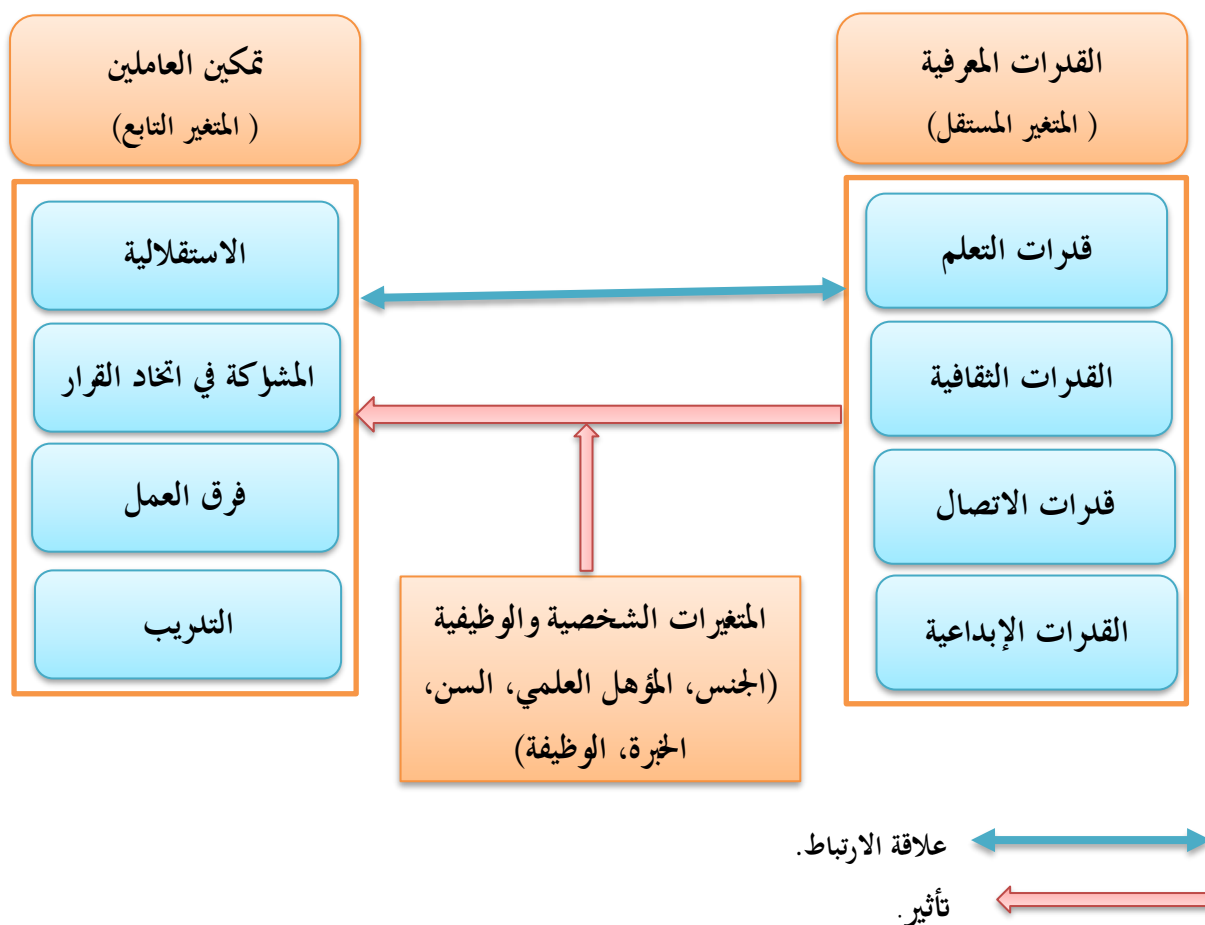 القدرات المعرفية
( المتغير المستقل)
قدرات التعلم
القدرات الثقافية
قدرات الاتصال
القدرات الإبداعية
تمكين العاملين
( المتغير التابع)
الاستقلالية
المشاركة في اتخاد القرار
فرق العمل
التدريب
المتغيرات الشخصية والوظيفية
(الجنس، المؤهل العلمي، السن،
الخبرة، الوظيفة)
علاقة الارتباط.
تأثير.